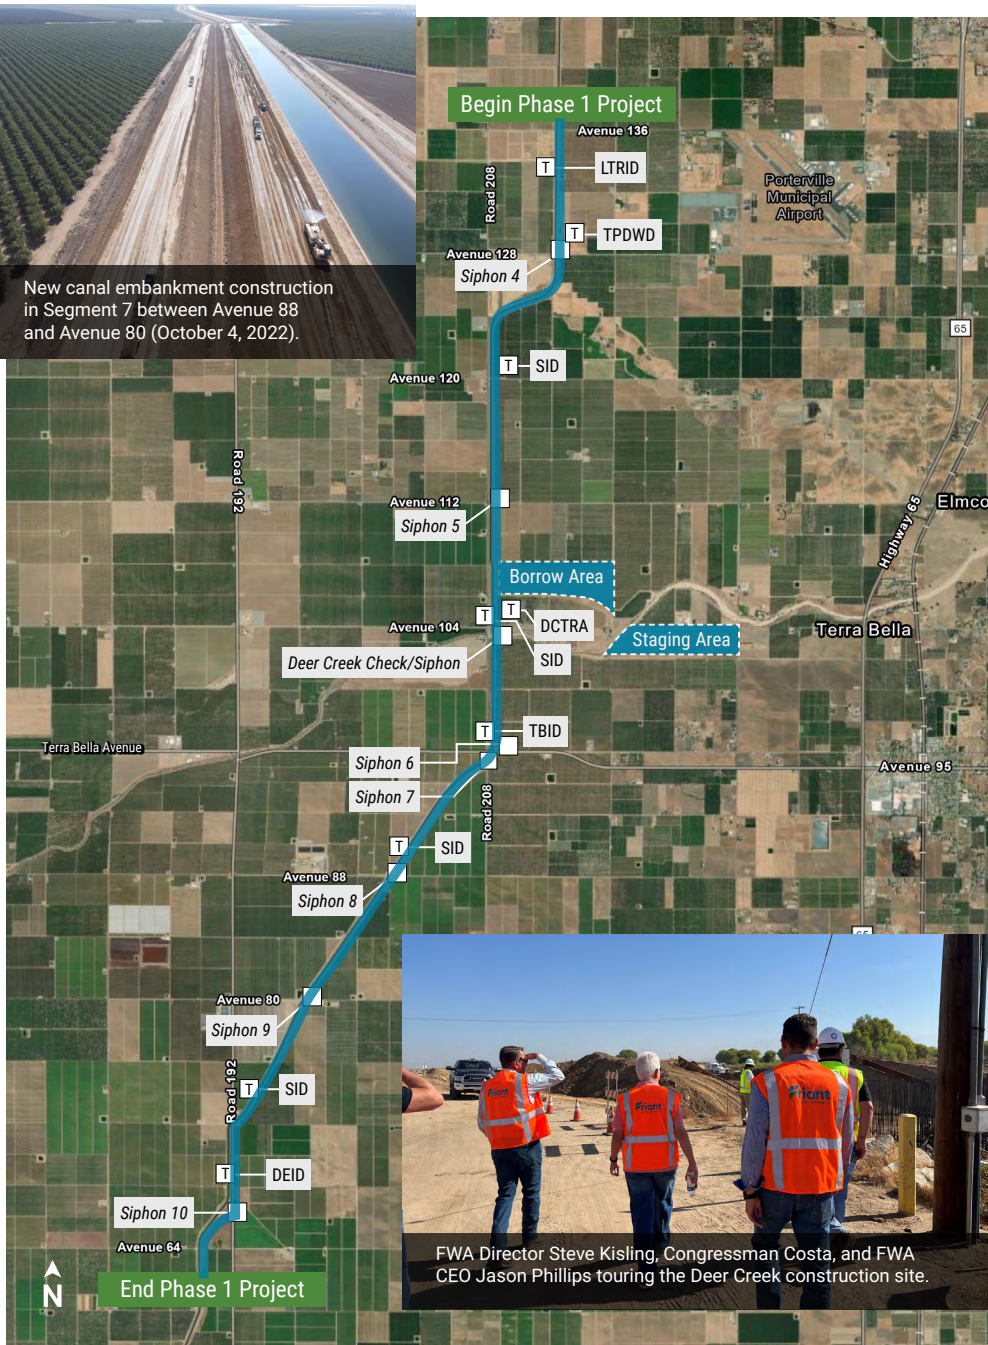 Begin Phase 1 Project
Avenue 136
T
LTRID
Road 208
Porterville
Municipal
Airport
T
TPDWD
Avenue 128
Siphon 4
New canal embankment construction
in Segment 7 between Avenue 88
and Avenue 80 (October 4, 2022).
65
T
SID
Avenue 120
Road 192
Avenue 112
Siphon 5
Highway 65
Elmco
Borrow Area
T
T
DCTRA
Avenue 104
Terra Bella
Staging Area
Deer Creek Check/Siphon
SID
T
TBID
Terra Bella Avenue
Siphon 6
Avenue 95
Siphon 7
Road 208
T
SID
Avenue 88
Siphon 8
65
Avenue 80
Siphon 9
Road 192
T
SID
Friant
Friant
Friant
T
DEID
Siphon 10
Avenue 64
FWA Director Steve Kisling, Congressman Costa, and FWA
CEO Jason Phillips touring the Deer Creek construction site.
N
End Phase 1 Project